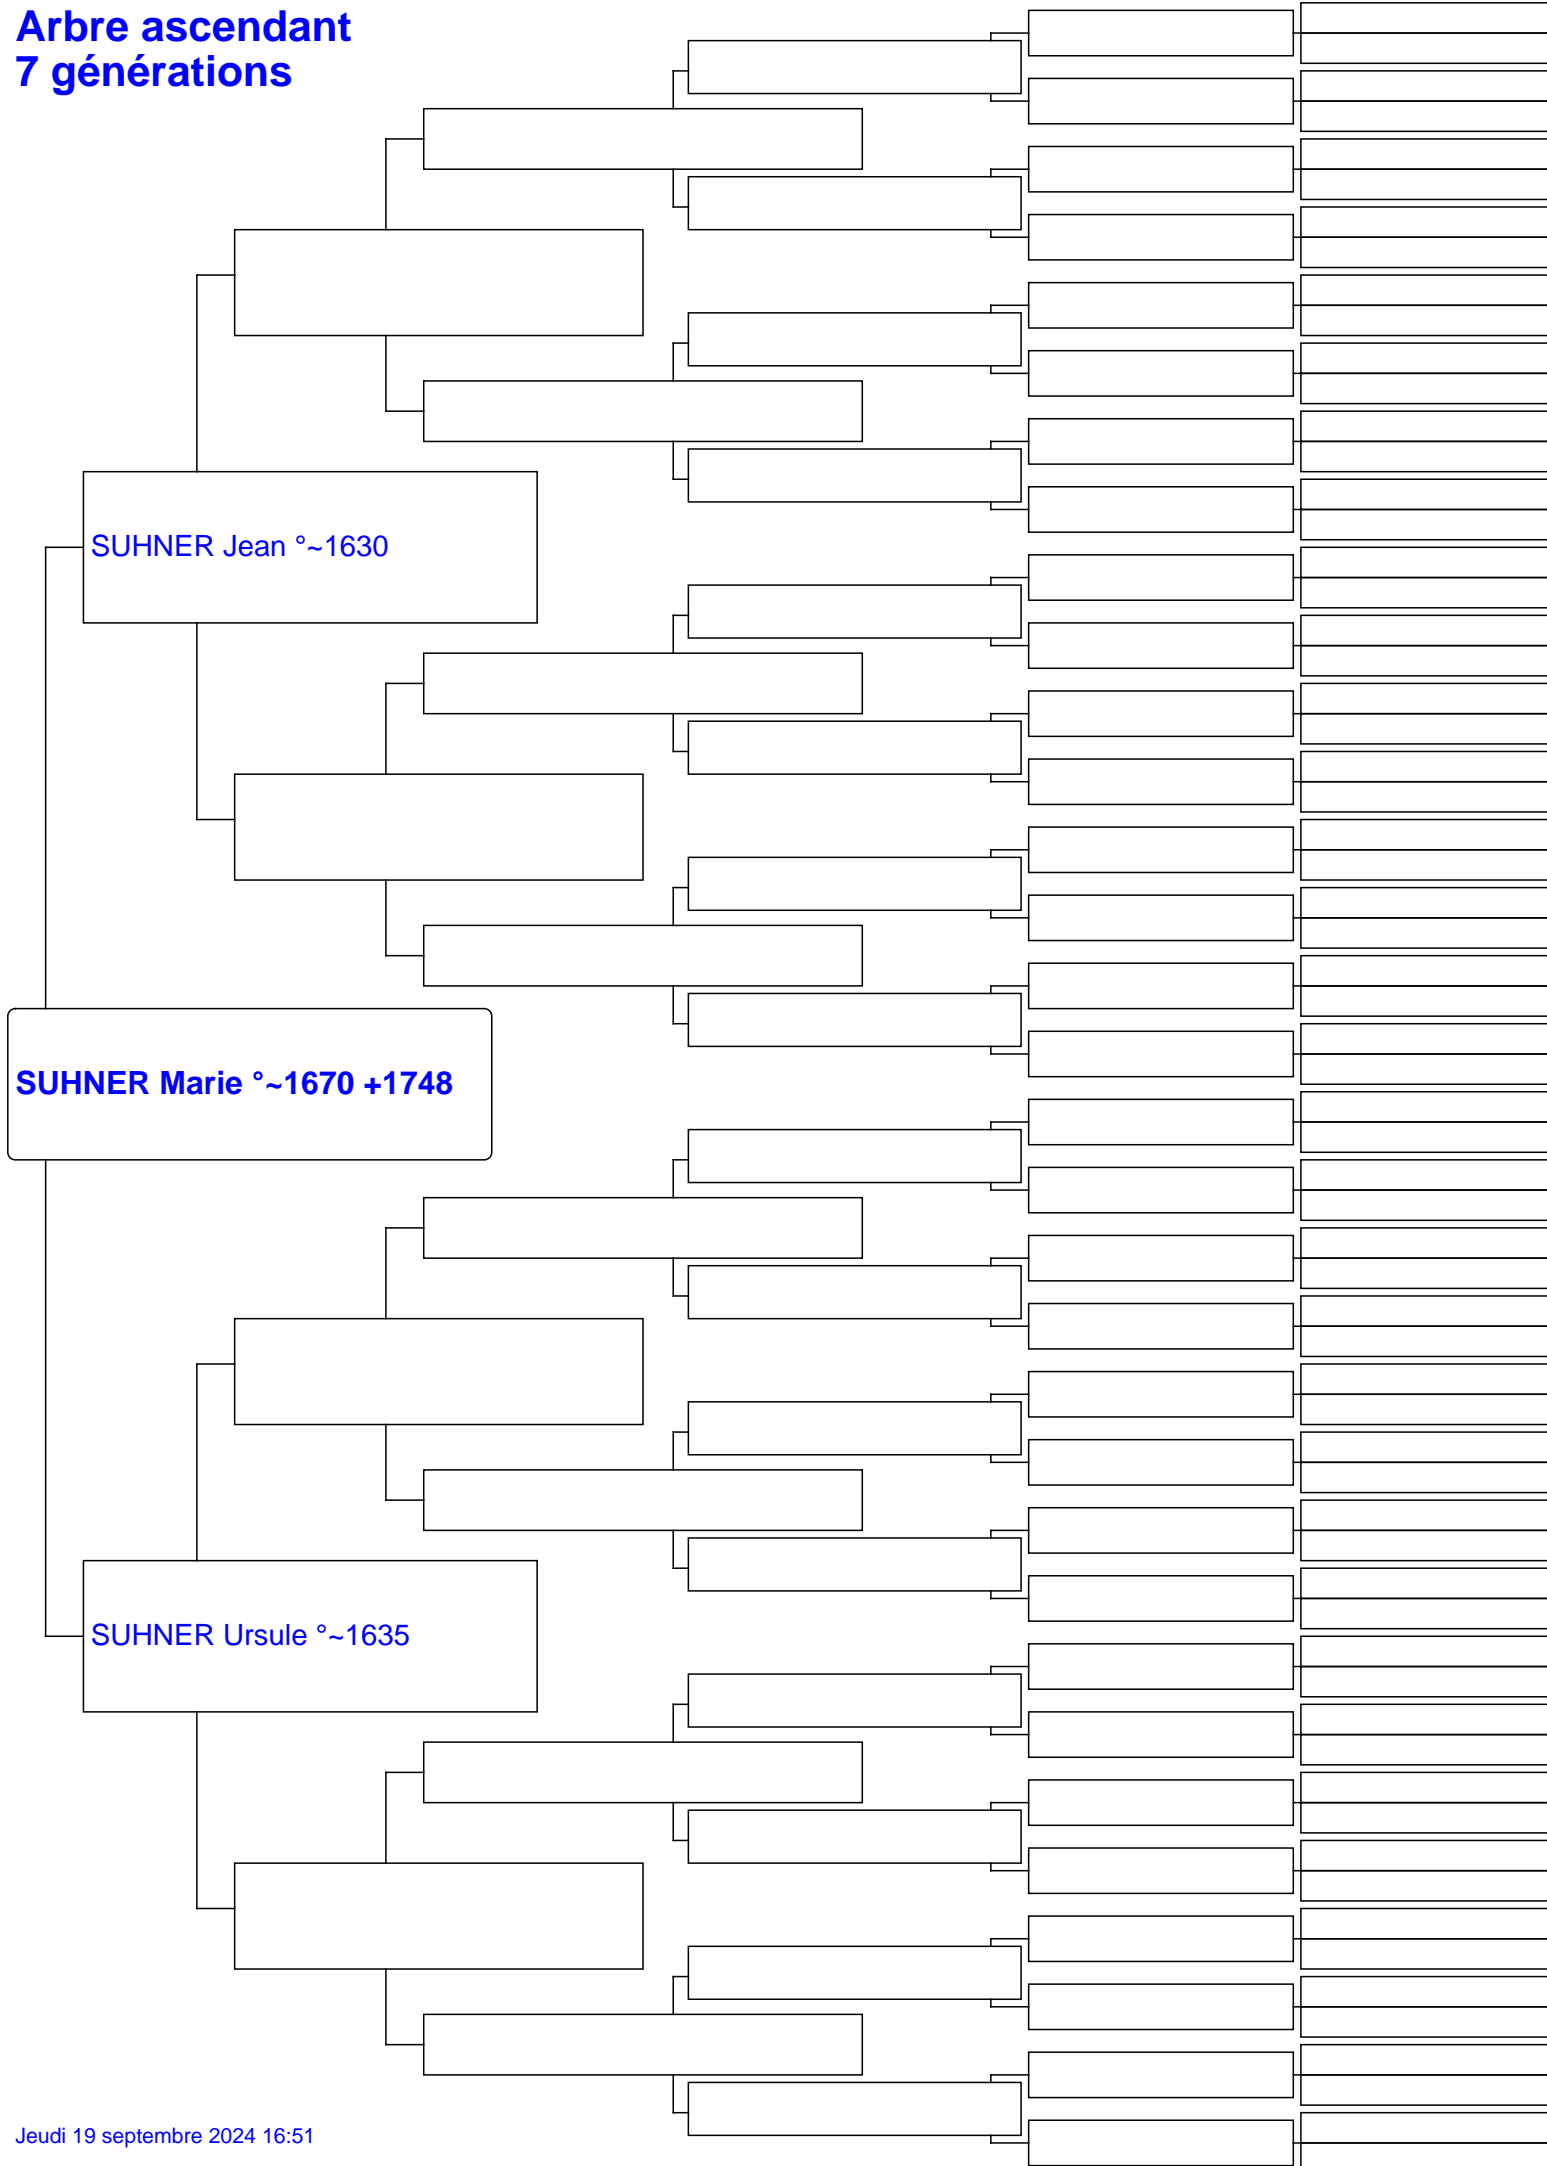 Arbre ascendant
7 générations
SUHNER Jean °~1630
SUHNER Marie °~1670 +1748
SUHNER Ursule °~1635
Jeudi 19 septembre 2024 16:51